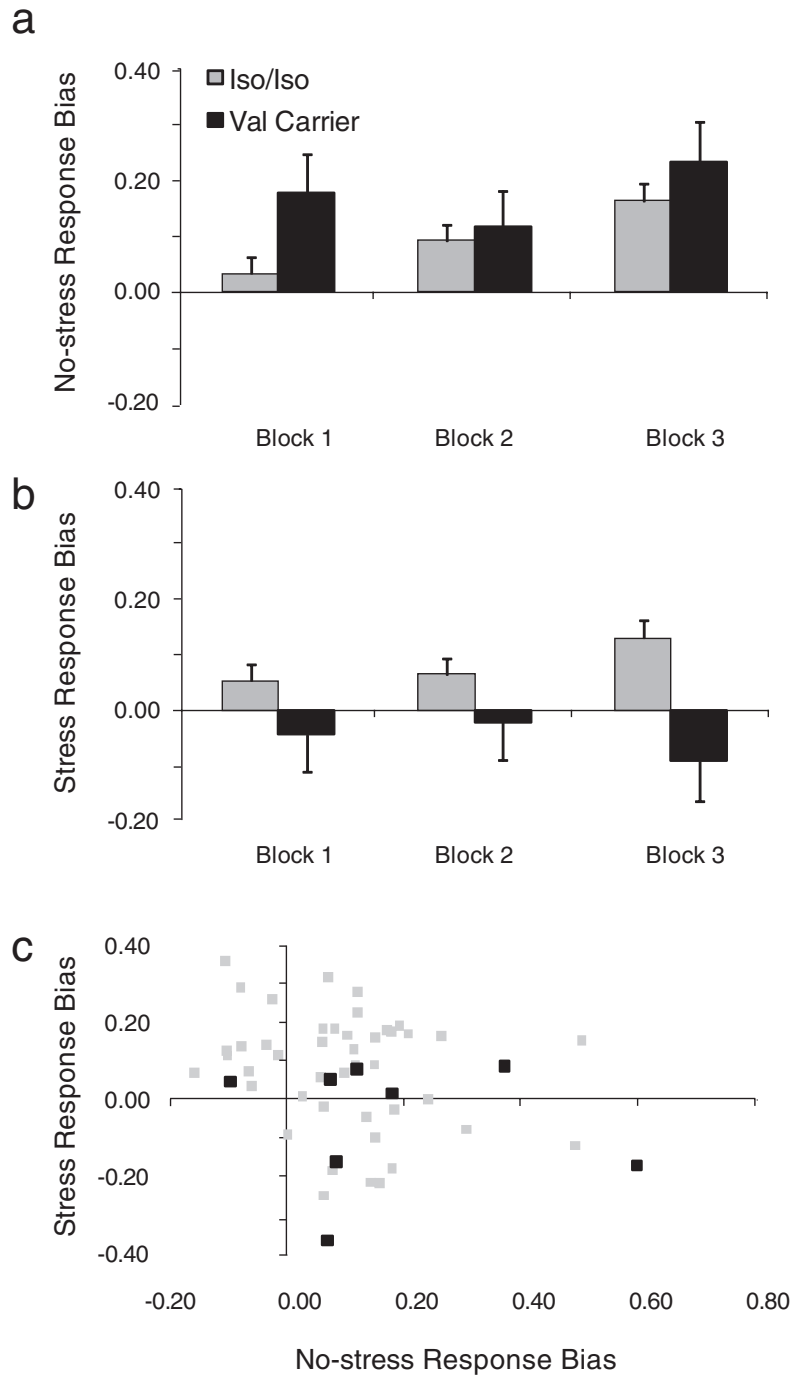 a
No-stress Response Bias
0.40
0.20
0.00
-0.20
Iso/Iso
Val Carrier
Block 1
Block 2
Block 3
b
Stress Response Bias
0.40
0.20
0.00
-0.20
Block 1
Block 2
Block 3
c
Stress Response Bias
0.40
0.20
0.00
-0.20
-0.40
-0.20
0.00
0.20
0.40
0.60
0.80
No-stress Response Bias